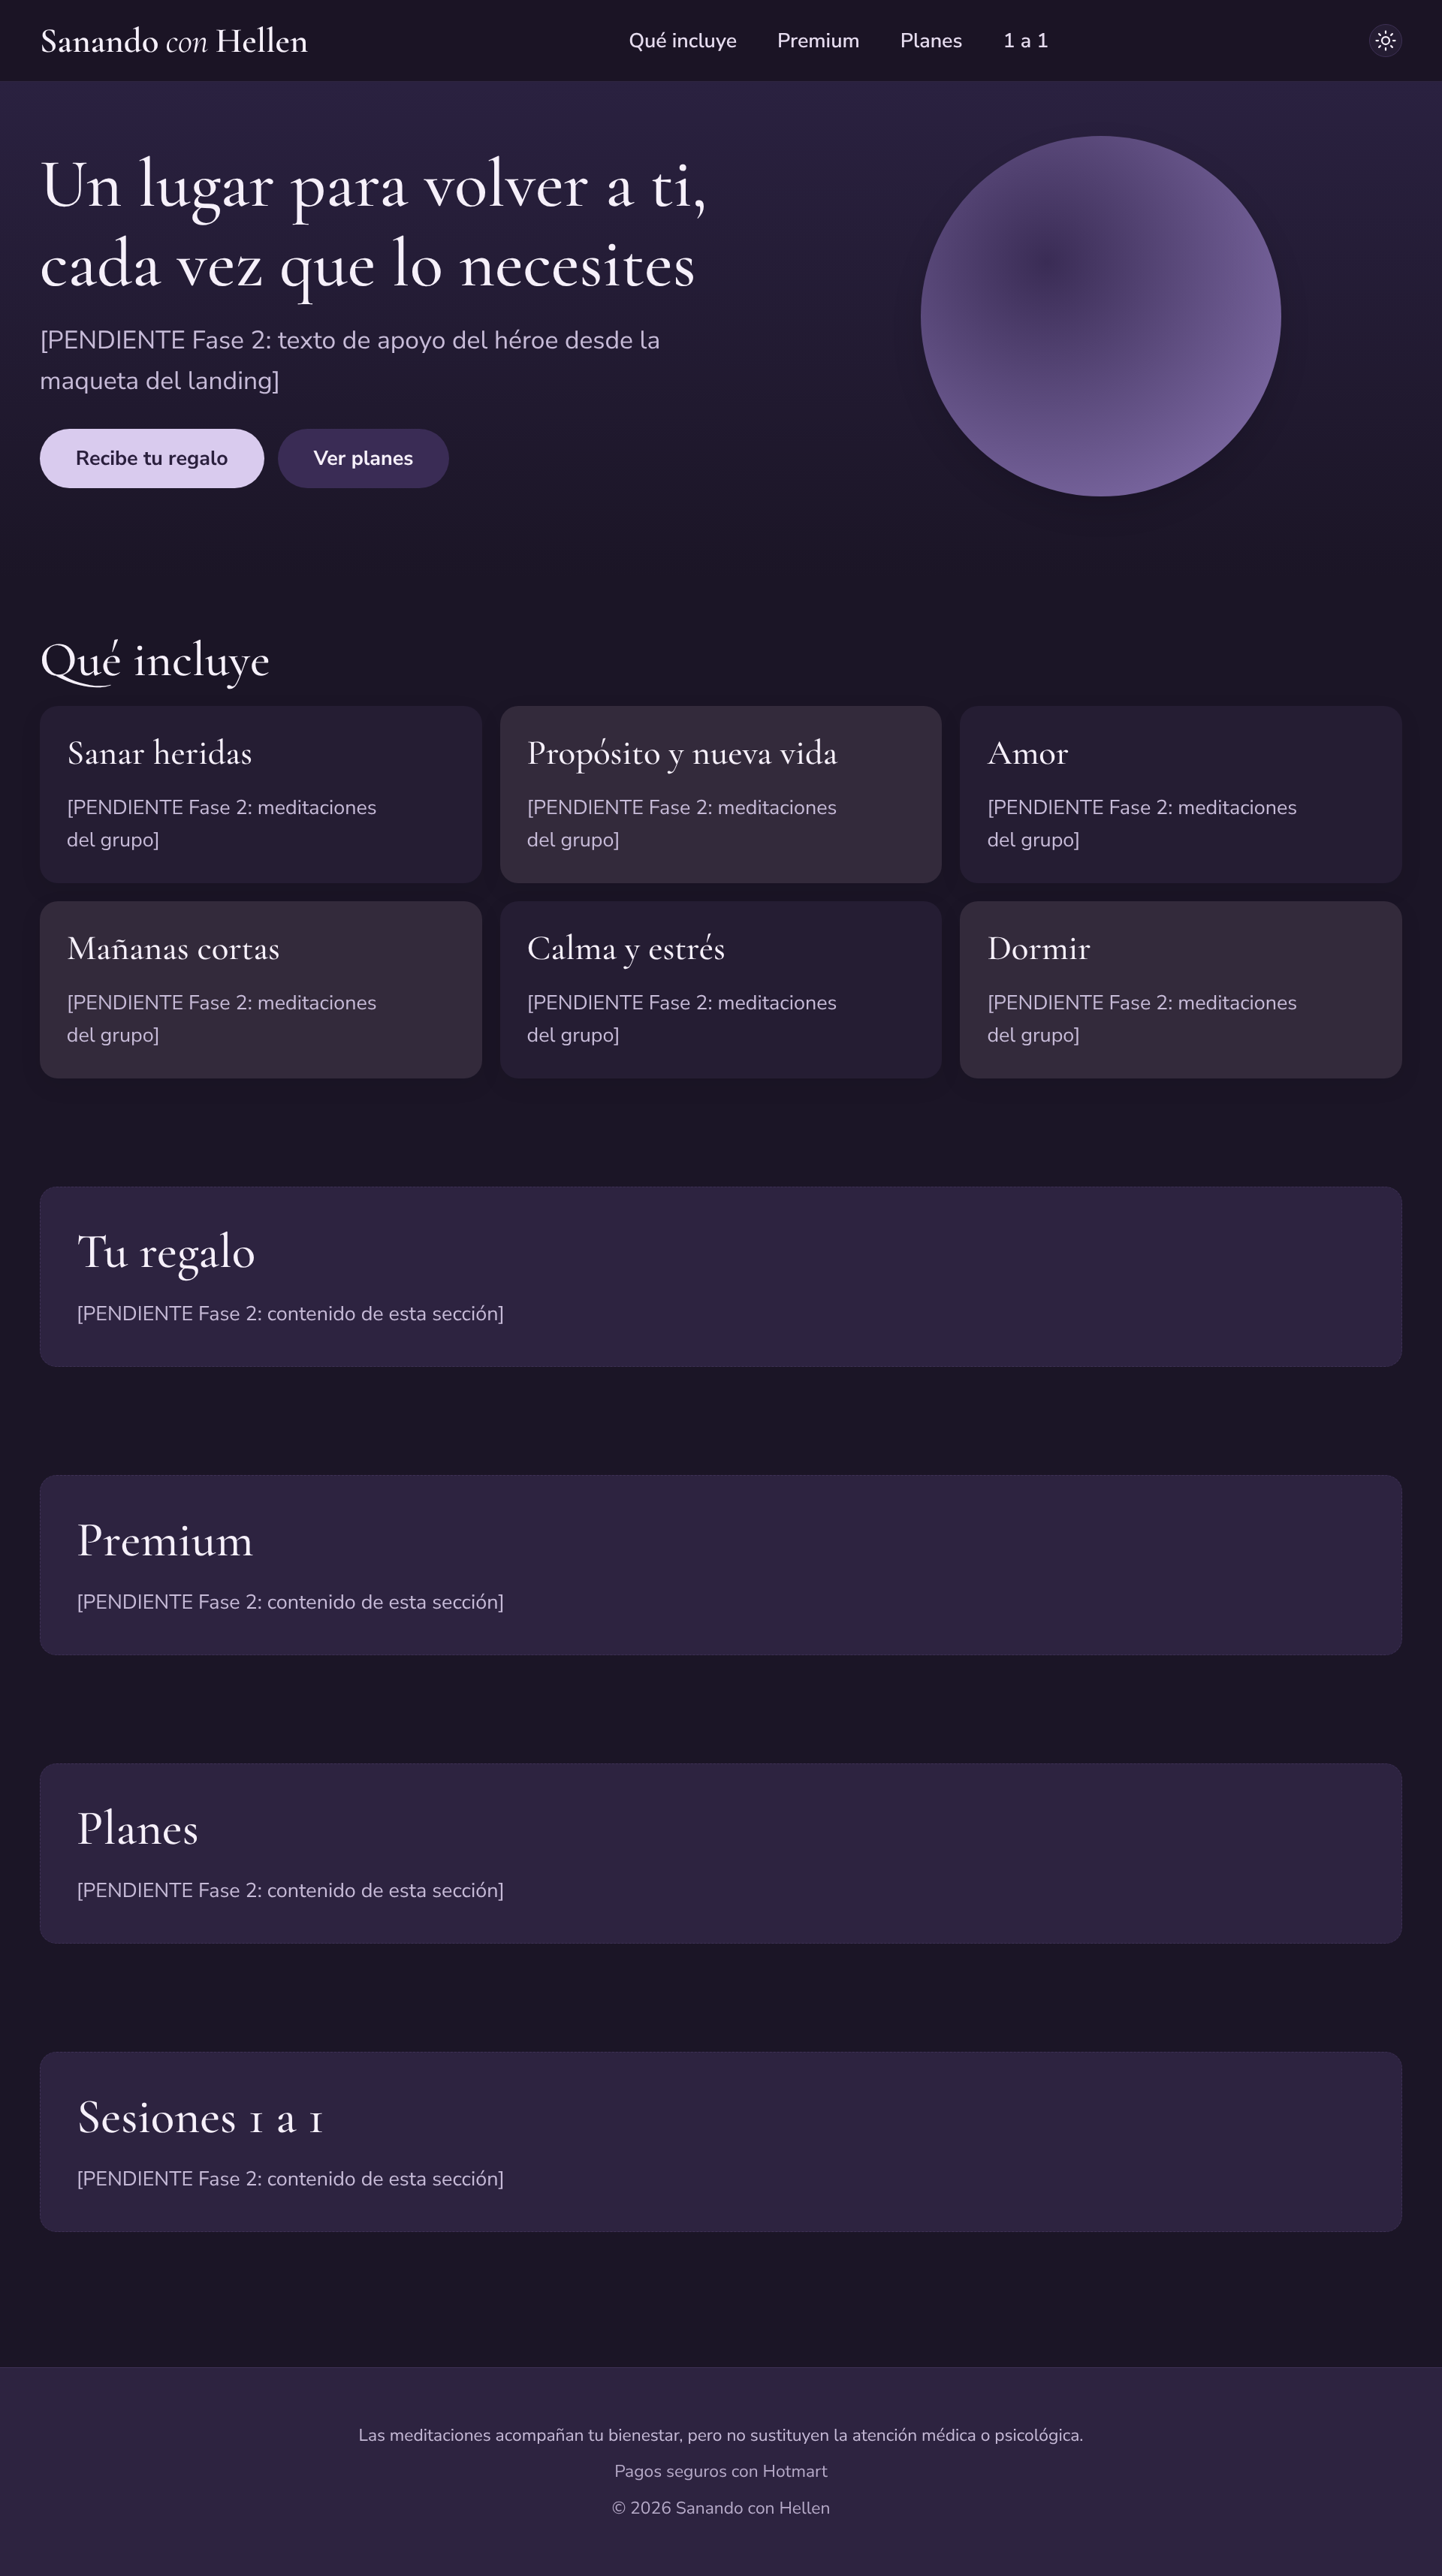 Sanando con Hellen
Qué incluye
Premium
Planes
1 a 1
Un lugar para volver a ti,
cada vez que lo necesites
[PENDIENTE Fase 2: texto de apoyo del héroe desde la
maqueta del landing]
Recibe tu regalo
Ver planes
Qué incluye
Sanar heridas
[PENDIENTE Fase 2: meditaciones
del grupo]
Propósito y nueva vida
[PENDIENTE Fase 2: meditaciones
del grupo]
Amor
[PENDIENTE Fase 2: meditaciones
del grupo]
Mañanas cortas
[PENDIENTE Fase 2: meditaciones
del grupo]
Calma y estrés
[PENDIENTE Fase 2: meditaciones
del grupo]
Dormir
[PENDIENTE Fase 2: meditaciones
del grupo]
Tu regalo
[PENDIENTE Fase 2: contenido de esta sección]
Premium
[PENDIENTE Fase 2: contenido de esta sección]
Planes
[PENDIENTE Fase 2: contenido de esta sección]
Sesiones 1 a 1
[PENDIENTE Fase 2: contenido de esta sección]
Las meditaciones acompañan tu bienestar, pero no sustituyen la atención médica o psicológica.
Pagos seguros con Hotmart
© 2026 Sanando con Hellen